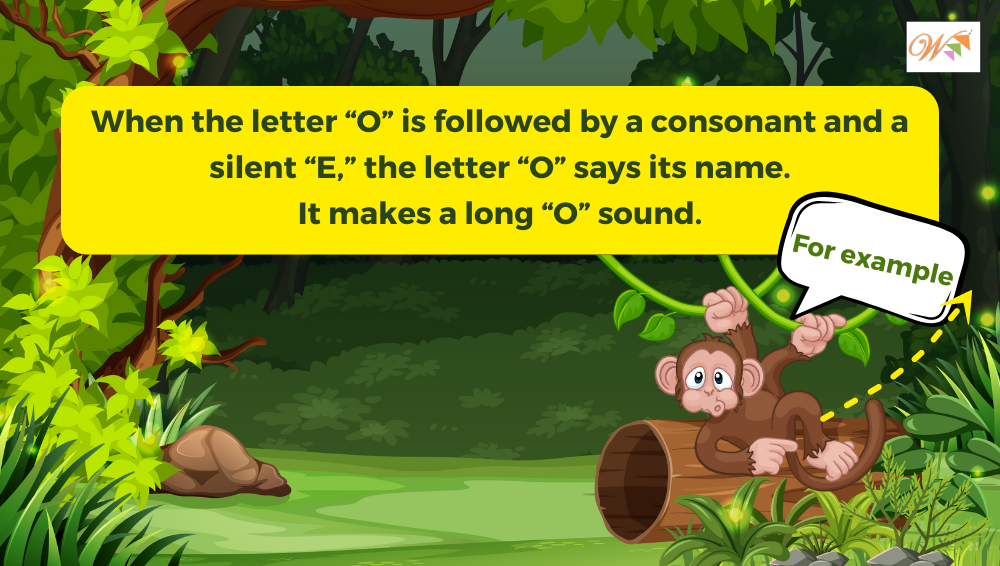 When the letter “O” is followed by a consonant and a
silent “E,” the letter “O” says its name.
It makes a long “O” sound.
For example
W